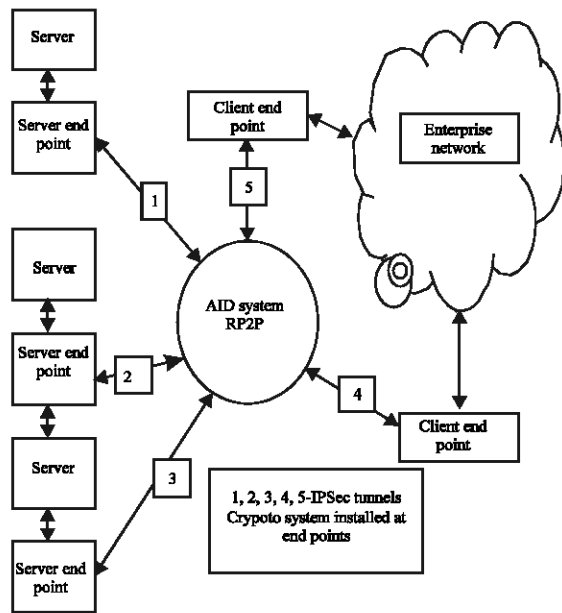 Server
Server end
point
1
Client end
point
5
Enterprise
network
Server
Server end
point
2
AID system
RP2P
4
Client end
point
Server
3
Server end
point
1, 2, 3, 4, 5-IPSec tunnels
Crypoto system installed at
end points